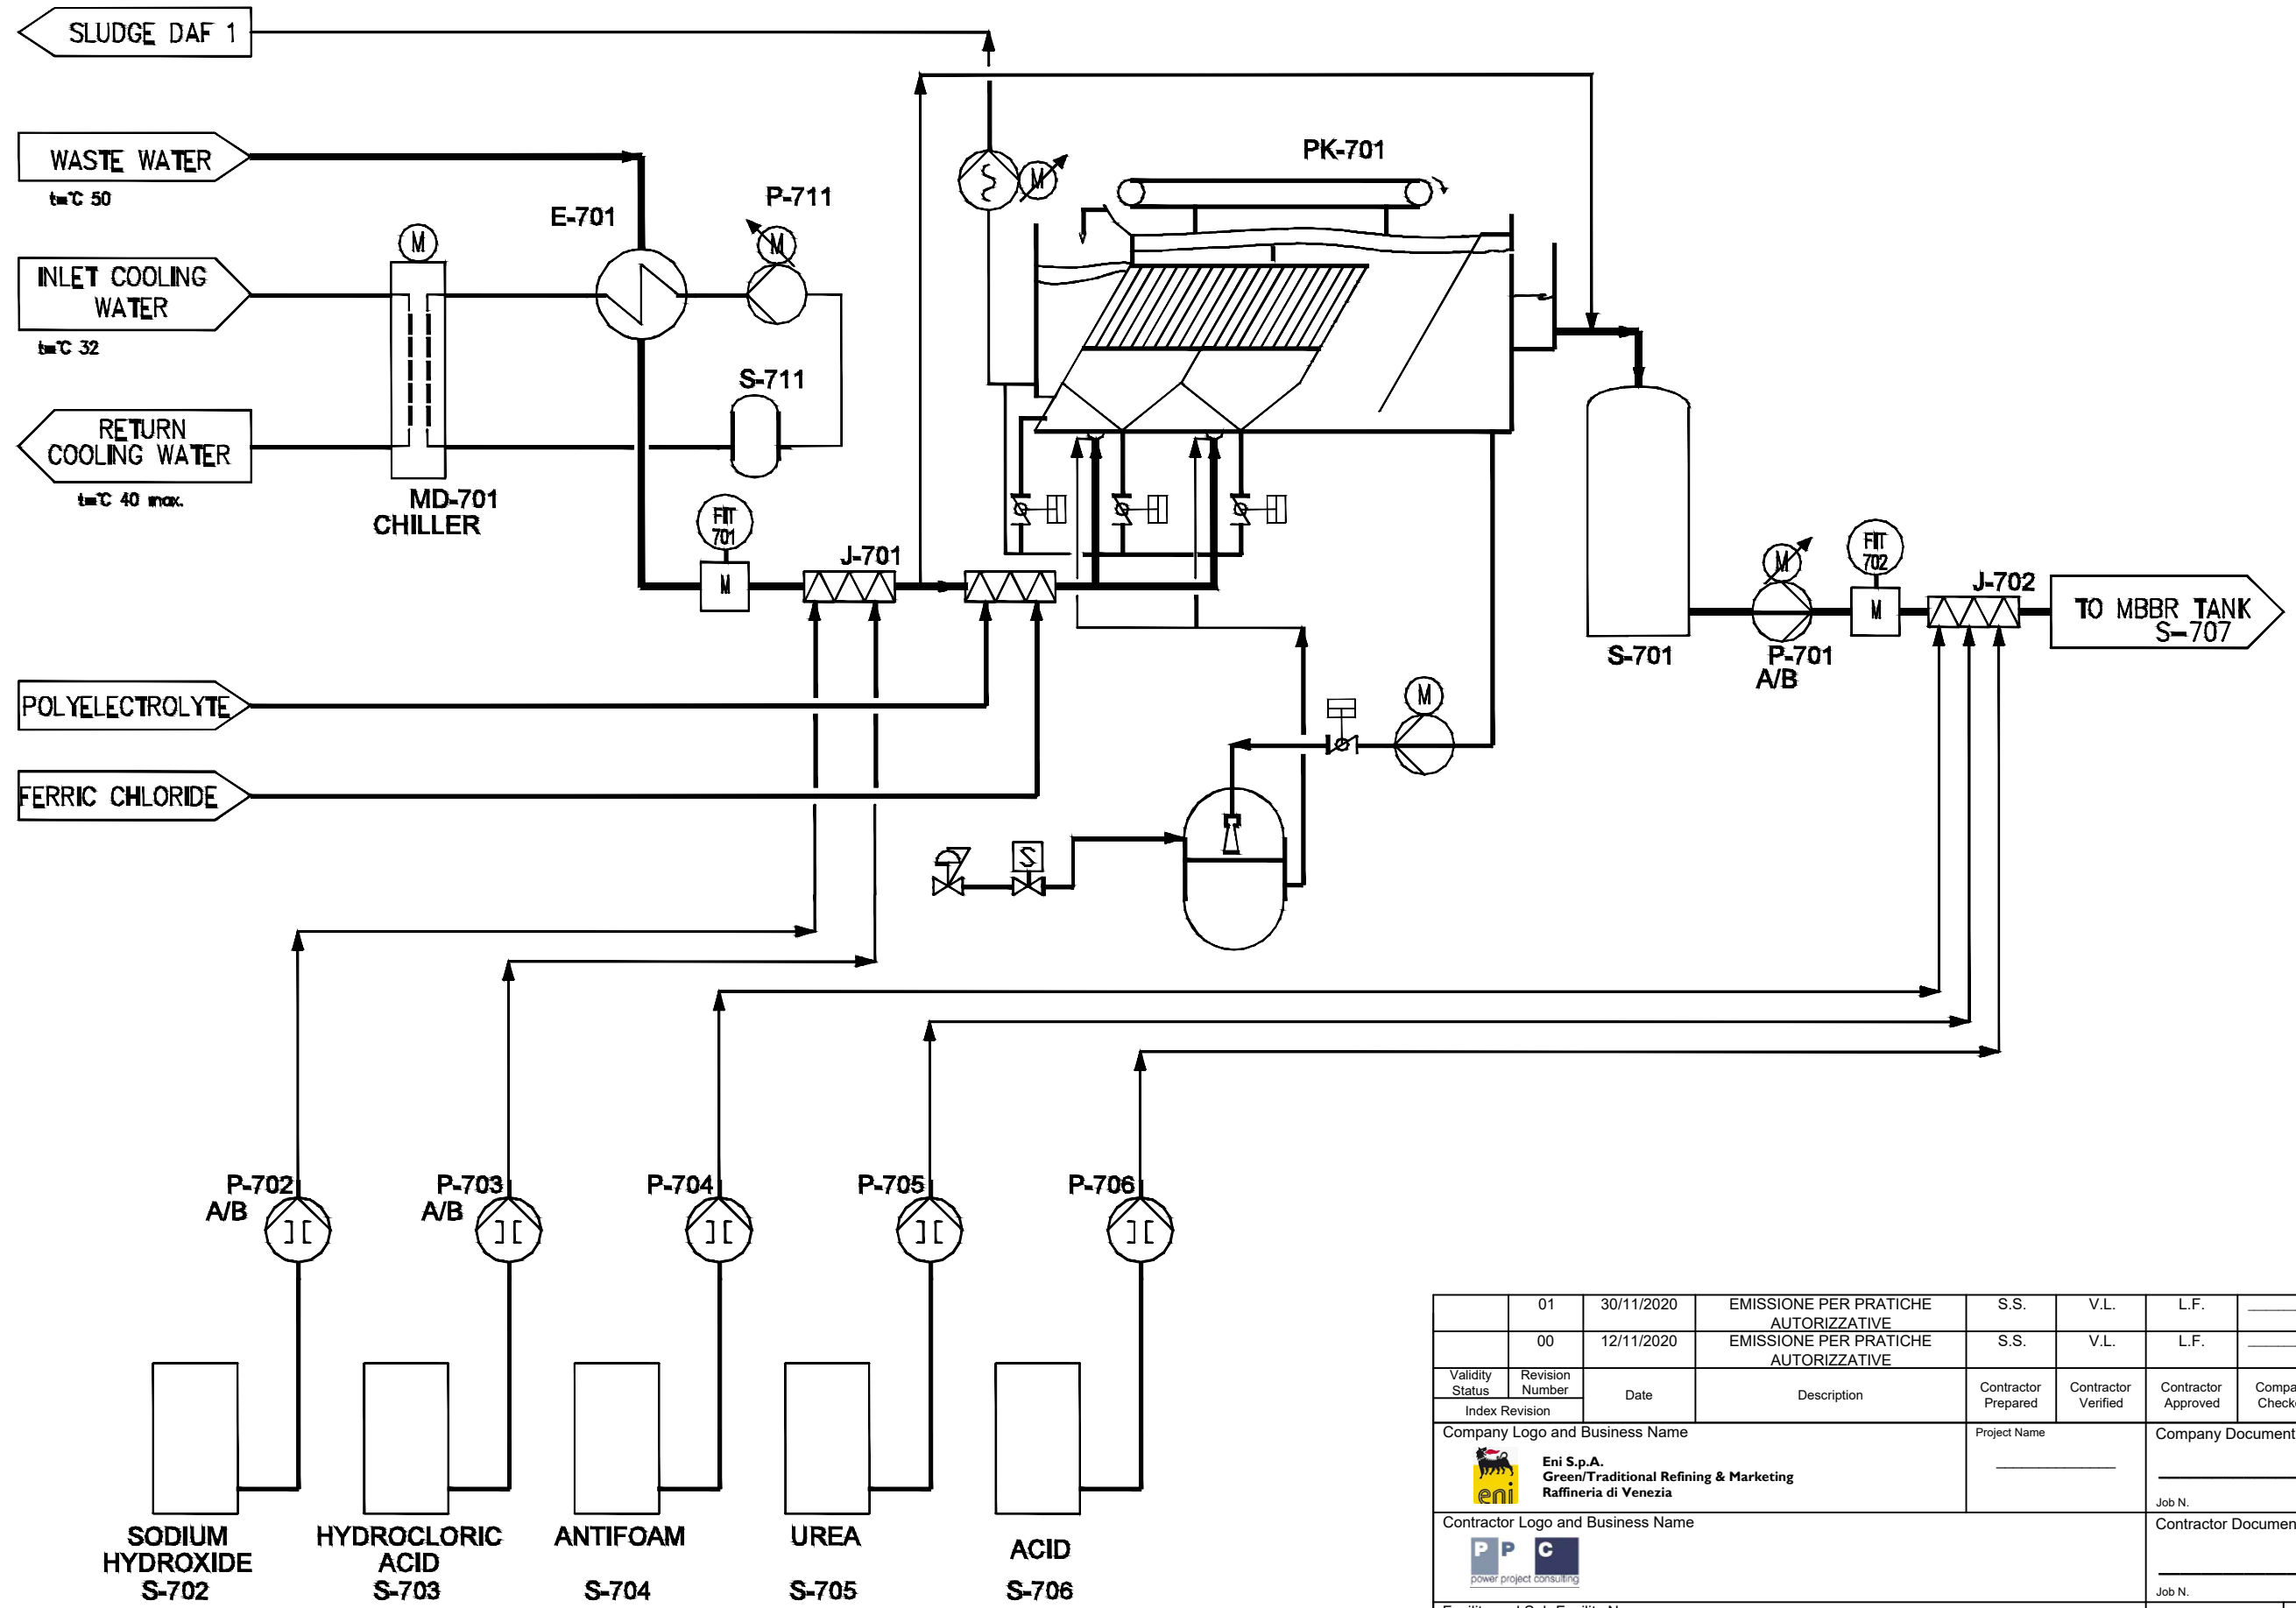 SLUDGE DAF 1
WASTE WATER
t=°C 50
INLET COOLING
WATER
t=°C 32
RETURN
COOLING WATER
t=°C 40 max.
M
MD-701
CHILLER
E-701
P-711
M
S-711
FIT
701
M
J-701
M
PK-701
POLYELECTROLYTE
FERRIC CHLORIDE
M
S
S-701
M
P-701
A/B
FIT
702
M
J-702
TO MBBR TANK
S-707
P-702
A/B
P-703
A/B
P-704
P-705
P-706
SODIUM
HYDROXIDE
S-702
HYDROCLORIC
ACID
S-703
ANTIFOAM
S-704
UREA
S-705
ACID
S-706
01 30/11/2020 EMISSIONE PER PRATICHE AUTORIZZATIVE S.S. V.L. L.F.
00 12/11/2020 EMISSIONE PER PRATICHE AUTORIZZATIVE S.S. V.L. L.F.
Validity Status
Revision Number
Index Revision
Date
Description
Contractor Prepared
Contractor Verified
Contractor Approved
Company Logo and Business Name
eni
Eni S.p.A.
Green/Traditional Refining & Marketing
Raffineria di Venezia
Project Name
Company Document
Job N.
Contractor Logo and Business Name
P P C
power project consulting
Contractor
Job N.